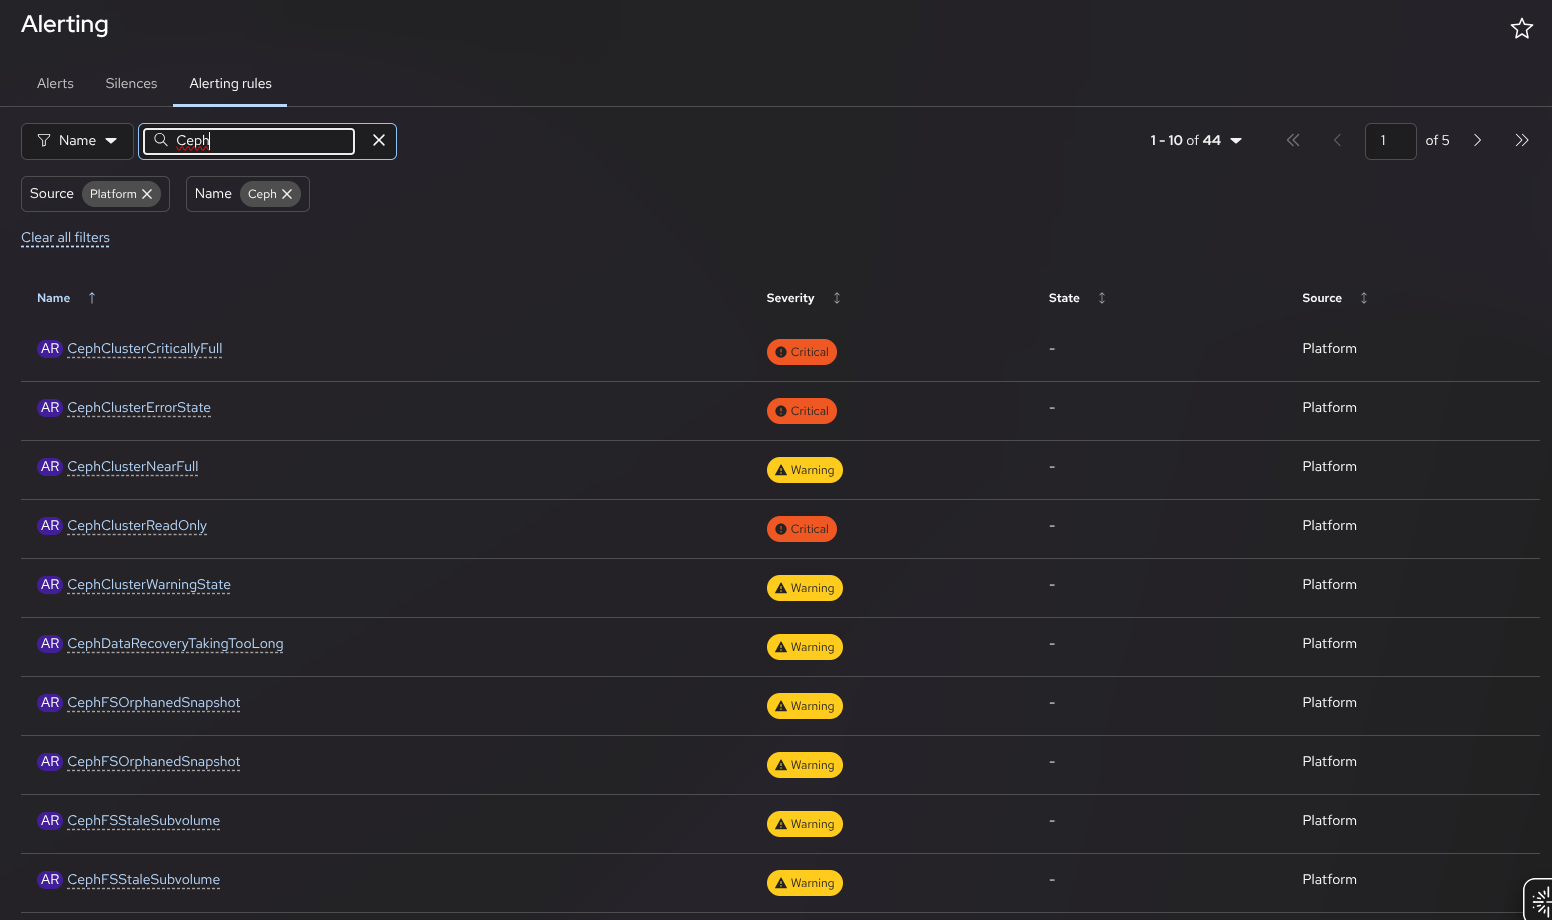 Alerting
Alerts Silences Alerting rules
Name Ceph 1 - 10 of 44 1 of 5
Source Platform Name Ceph
Clear all filters
Name Severity State Source
AR CephClusterCriticallyFull Critical - Platform
AR CephClusterErrorState Critical - Platform
AR CephClusterNearFull Warning - Platform
AR CephClusterReadOnly Critical - Platform
AR CephClusterWarningState Warning - Platform
AR CephDataRecoveryTakingTooLong Warning - Platform
AR CephFSOrphanedSnapshot Warning - Platform
AR CephFSOrphanedSnapshot Warning - Platform
AR CephFSStaleSubvolume Warning - Platform
AR CephFSStaleSubvolume Warning - Platform